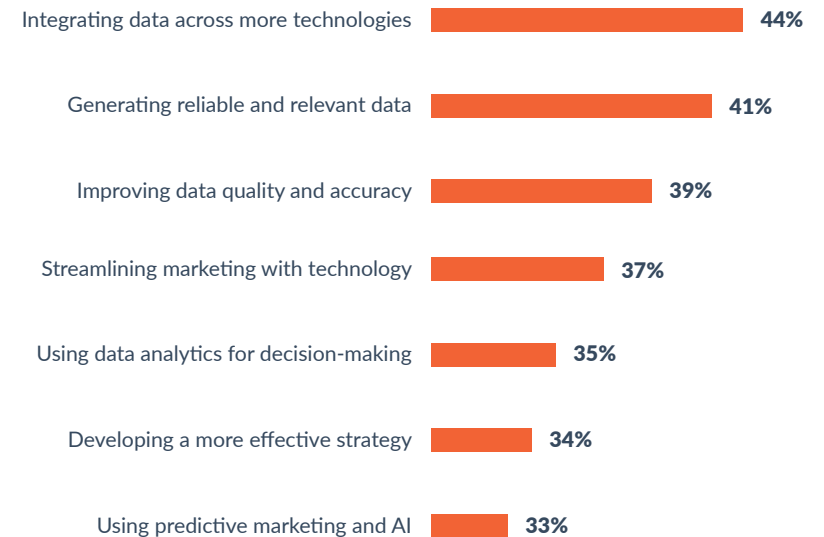 Integrating data across more technologies 44%
Generating reliable and relevant data 41%
Improving data quality and accuracy 39%
Streamlining marketing with technology 37%
Using data analytics for decision-making 35%
Developing a more effective strategy 34%
Using predictive marketing and AI 33%